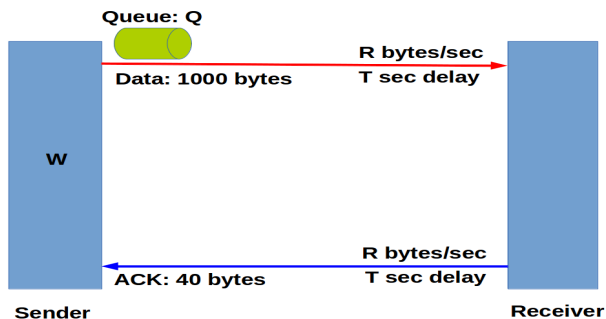 Queue: Q
R bytes/sec
Data: 1000 bytes
T sec delay
W
R bytes/sec
ACK: 40 bytes
T sec delay
Sender
Receiver